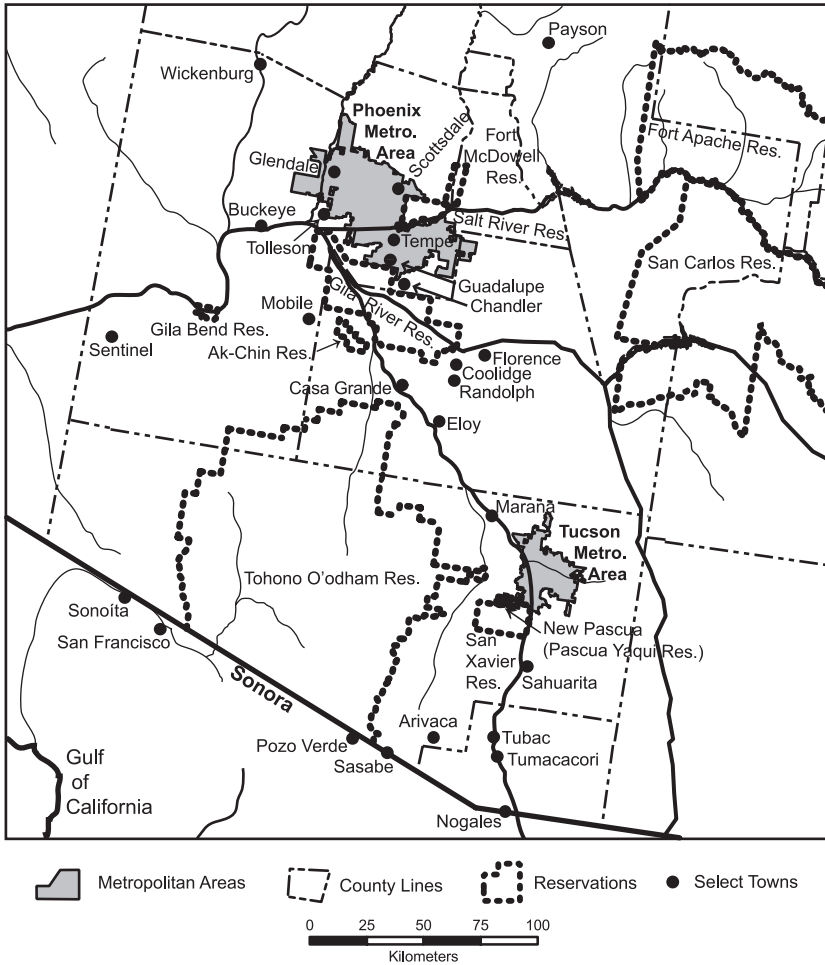 Payson
Wickenburg
Phoenix
Metro.
Area
Scottsdale
Fort
McDowell
Res.
Fort Apache Res.
Glendale
Buckeye
Tolleson
Tempe
Salt River Res.
San Carlos Res.
Guadalupe
Chandler
Gila River Res.
Mobile
Gila Bend Res.
Sentinel
Ak-Chin Res.
Florence
Coolidge
Randolph
Casa Grande
Eloy
Marana
Tucson
Metro.
Area
Tohono O'odham Res.
Sonoita
San Francisco
New Pascua
(Pascua Yaqui Res.)
San
Xavier
Res.
Sahuarita
Sonora
Arivaca
Tubac
Pozo Verde
Sasabe
Tumacacori
Gulf
of
California
Nogales
Metropolitan Areas
County Lines
Reservations
Select Towns
0 25 50 75 100
Kilometers